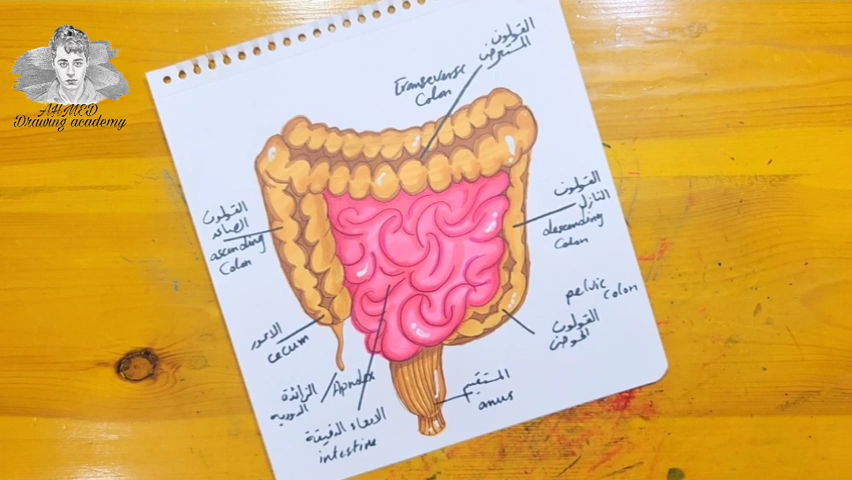 AHMED
Drawing academy
القولون
المستعرض
transverse
Colon
القولون
الصاعد
ascending
Colon
القولون
النازل
descending
Colon
pelvic
colon
القولون
الحوضي
الاعور
cecum
الزائدة
الدودية
Apndex
الامعاء الدقيقة
intestine
المستقيم
anus